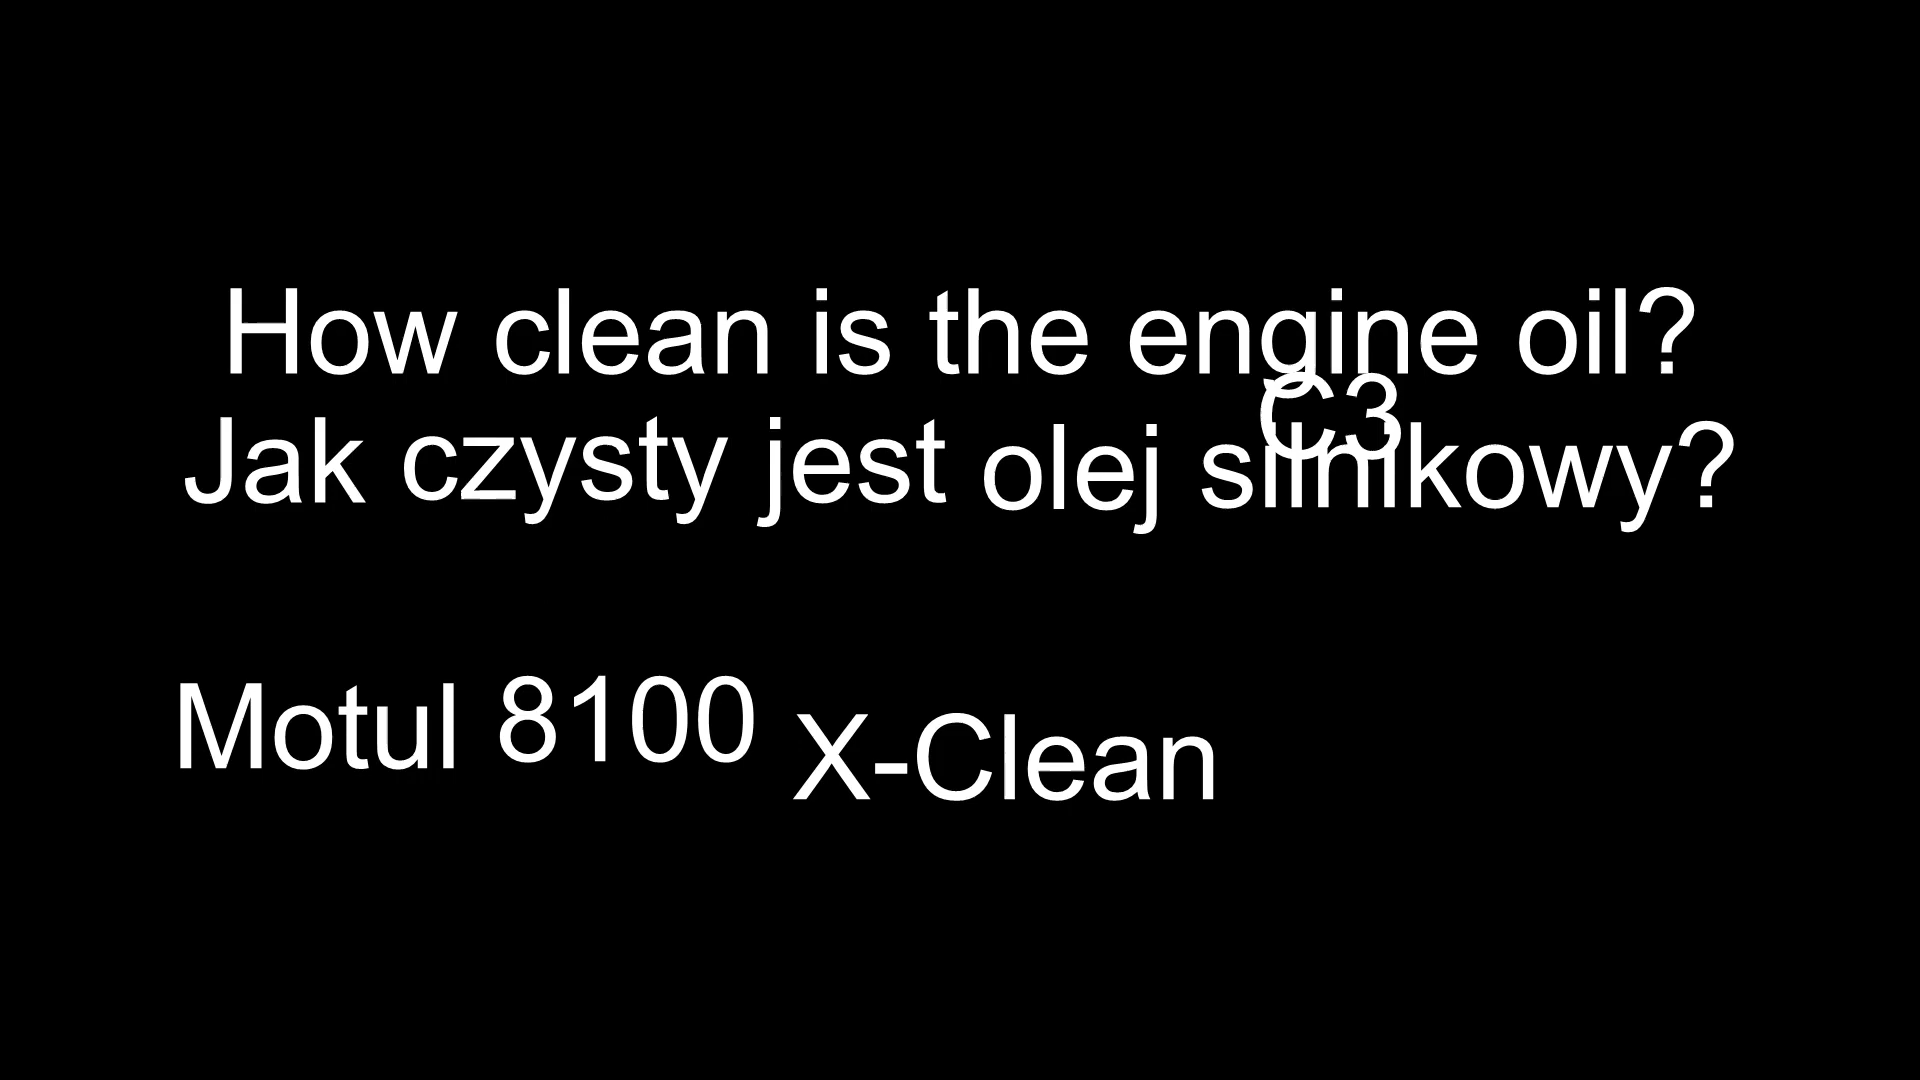 How clean is the engine oil?
C3
Jak czysty jest olej silnikowy?
Motul 8100 X-Clean